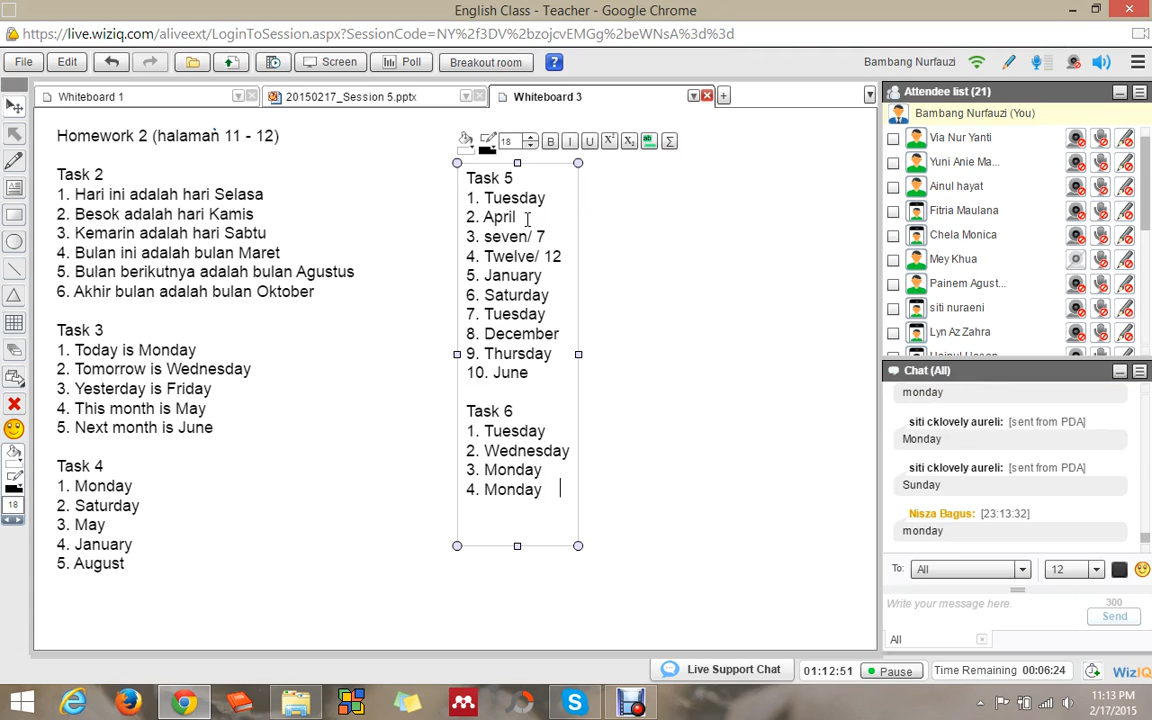 English Class - Teacher - Google Chrome
https://live.wiziq.com/aliveext/LoginToSession.aspx?SessionCode=NY%2f3DV%2bzojcvEMGg%2beWNsA%3d%3d
File
Edit
Screen
Poll
Breakout room
?
Bambang Nurfauzi
Whiteboard 1
20150217_Session 5.pptx
Whiteboard 3
Homework 2 (halaman 11 - 12)
Task 2
1. Hari ini adalah hari Selasa
2. Besok adalah hari Kamis
3. Kemarin adalah hari Sabtu
4. Bulan ini adalah bulan Maret
5. Bulan berikutnya adalah bulan Agustus
6. Akhir bulan adalah bulan Oktober
Task 3
1. Today is Monday
2. Tomorrow is Wednesday
3. Yesterday is Friday
4. This month is May
5. Next month is June
Task 4
1. Monday
2. Saturday
3. May
4. January
5. August
18
B
I
U
X²
X₂
ab
Σ
Task 5
1. Tuesday
2. April
3. seven/ 7
4. Twelve/ 12
5. January
6. Saturday
7. Tuesday
8. December
9. Thursday
10. June
Task 6
1. Tuesday
2. Wednesday
3. Monday
4. Monday
18
Attendee list (21)
Bambang Nurfauzi (You)
Via Nur Yanti
Yuni Anie Ma...
Ainul hayat
Fitria Maulana
Chela Monica
Mey Khua
Painem Agust...
siti nuraeni
Lyn Az Zahra
Chat (All)
monday
siti cklovely aureli: [sent from PDA]
Monday
siti cklovely aureli: [sent from PDA]
Sunday
Nisza Bagus: [23:13:32]
monday
To:
All
12
Write your message here.
300
Send
All
Live Support Chat
01:12:51
Pause
Time Remaining
00:06:24
WizIQ
11:13 PM
2/17/2015